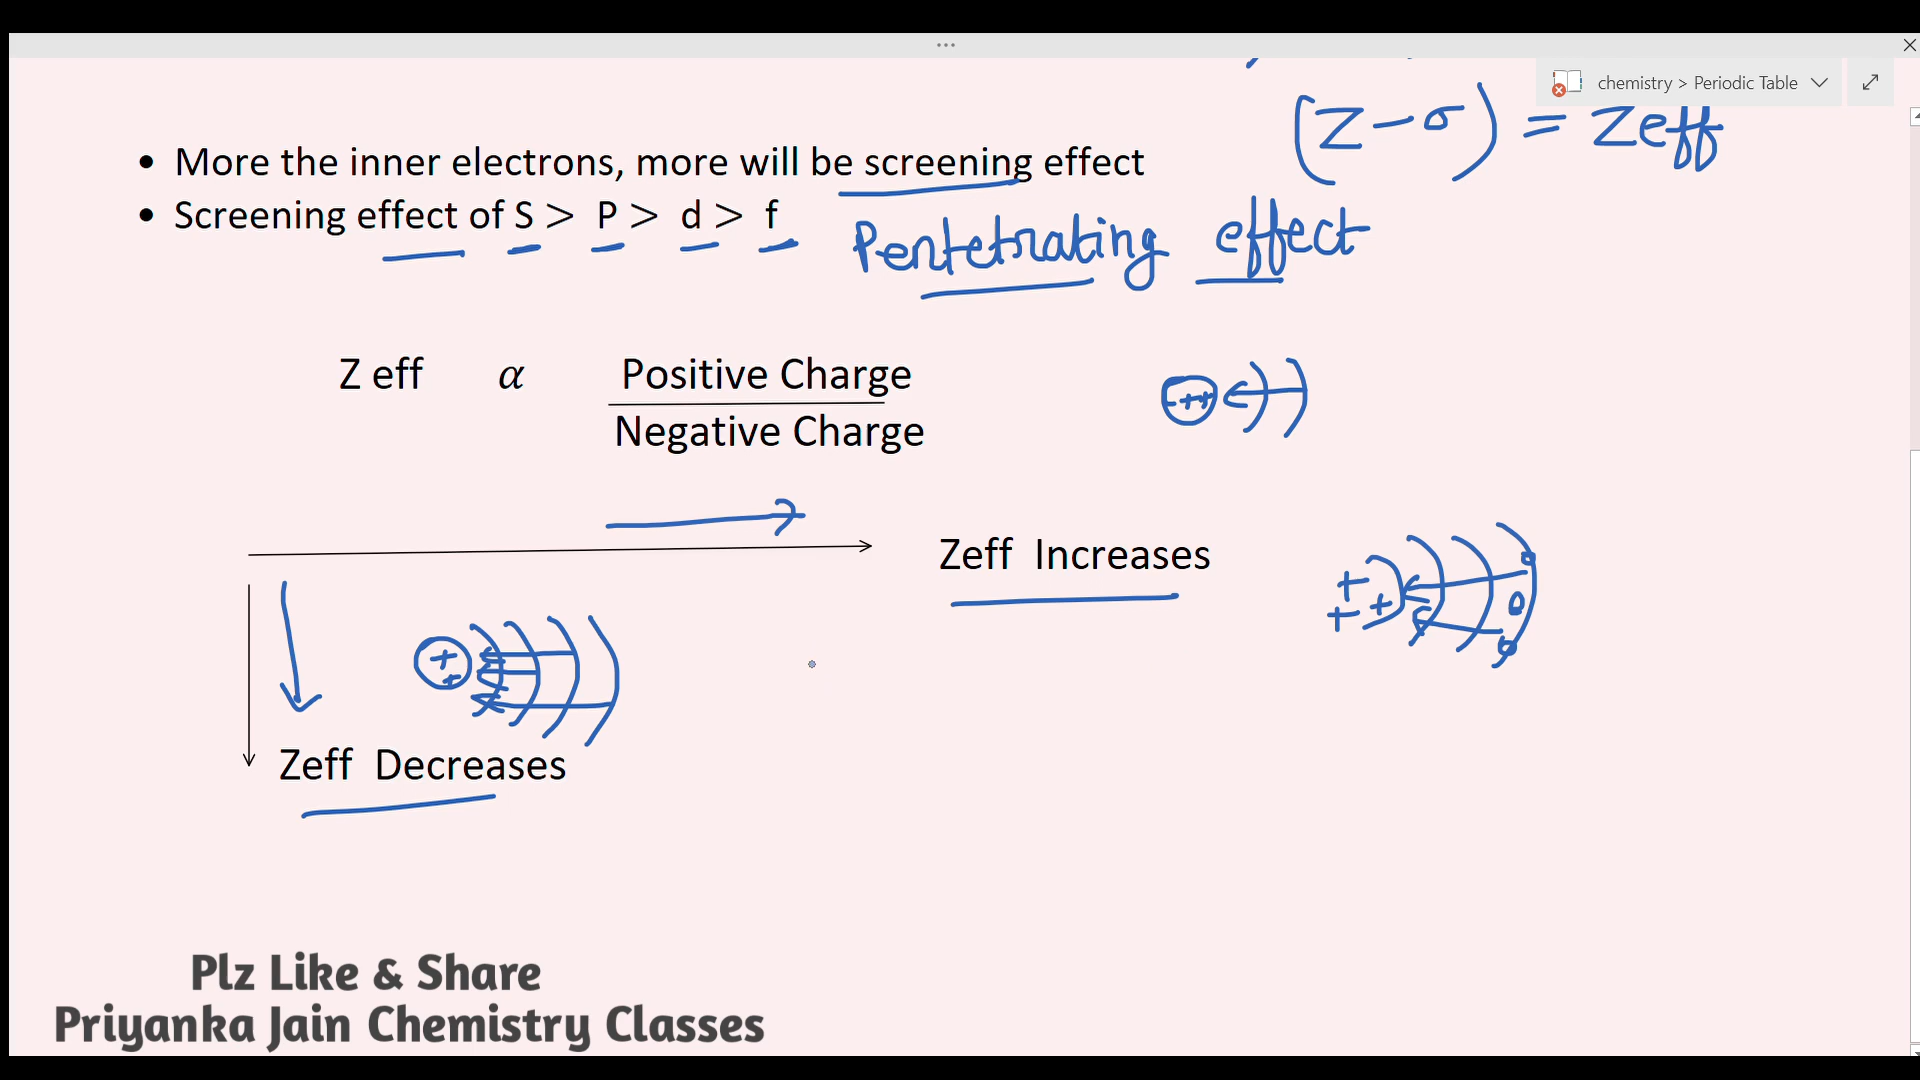 chemistry > Periodic Table
(Z - σ) = Zeff
• More the inner electrons, more will be screening effect
• Screening effect of S > P > d > f
Pentetrating effect
Z eff α Positive Charge
Negative Charge
Zeff Increases
Zeff Decreases
Plz Like & Share
Priyanka Jain Chemistry Classes